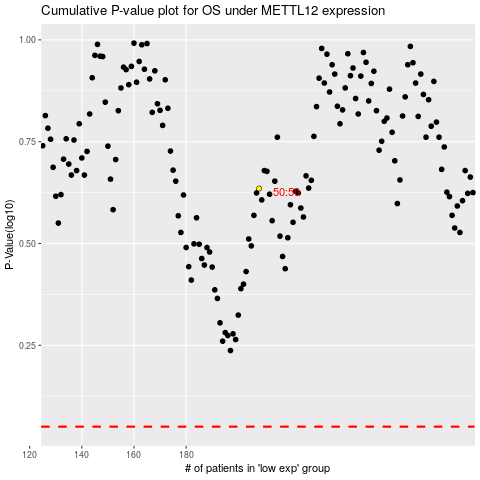 Cumulative P-value plot for OS under METTL12 expression
P-Value(log10)
1.00
0.75
0.50
0.25
50:50
120 140 160 180
# of patients in 'low exp' group